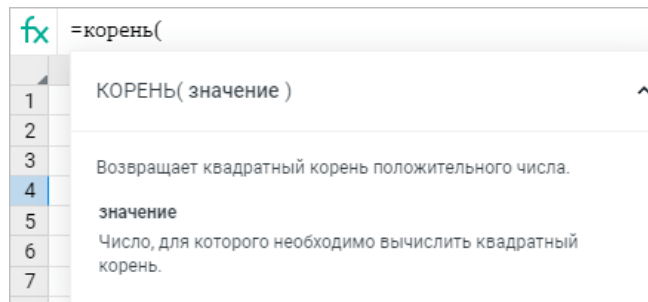 fx =корень(
КОРЕНЬ( значение )
1
2
3
Возвращает квадратный корень положительного числа.
4
значение
5
Число, для которого необходимо вычислить квадратный
6
корень.
7